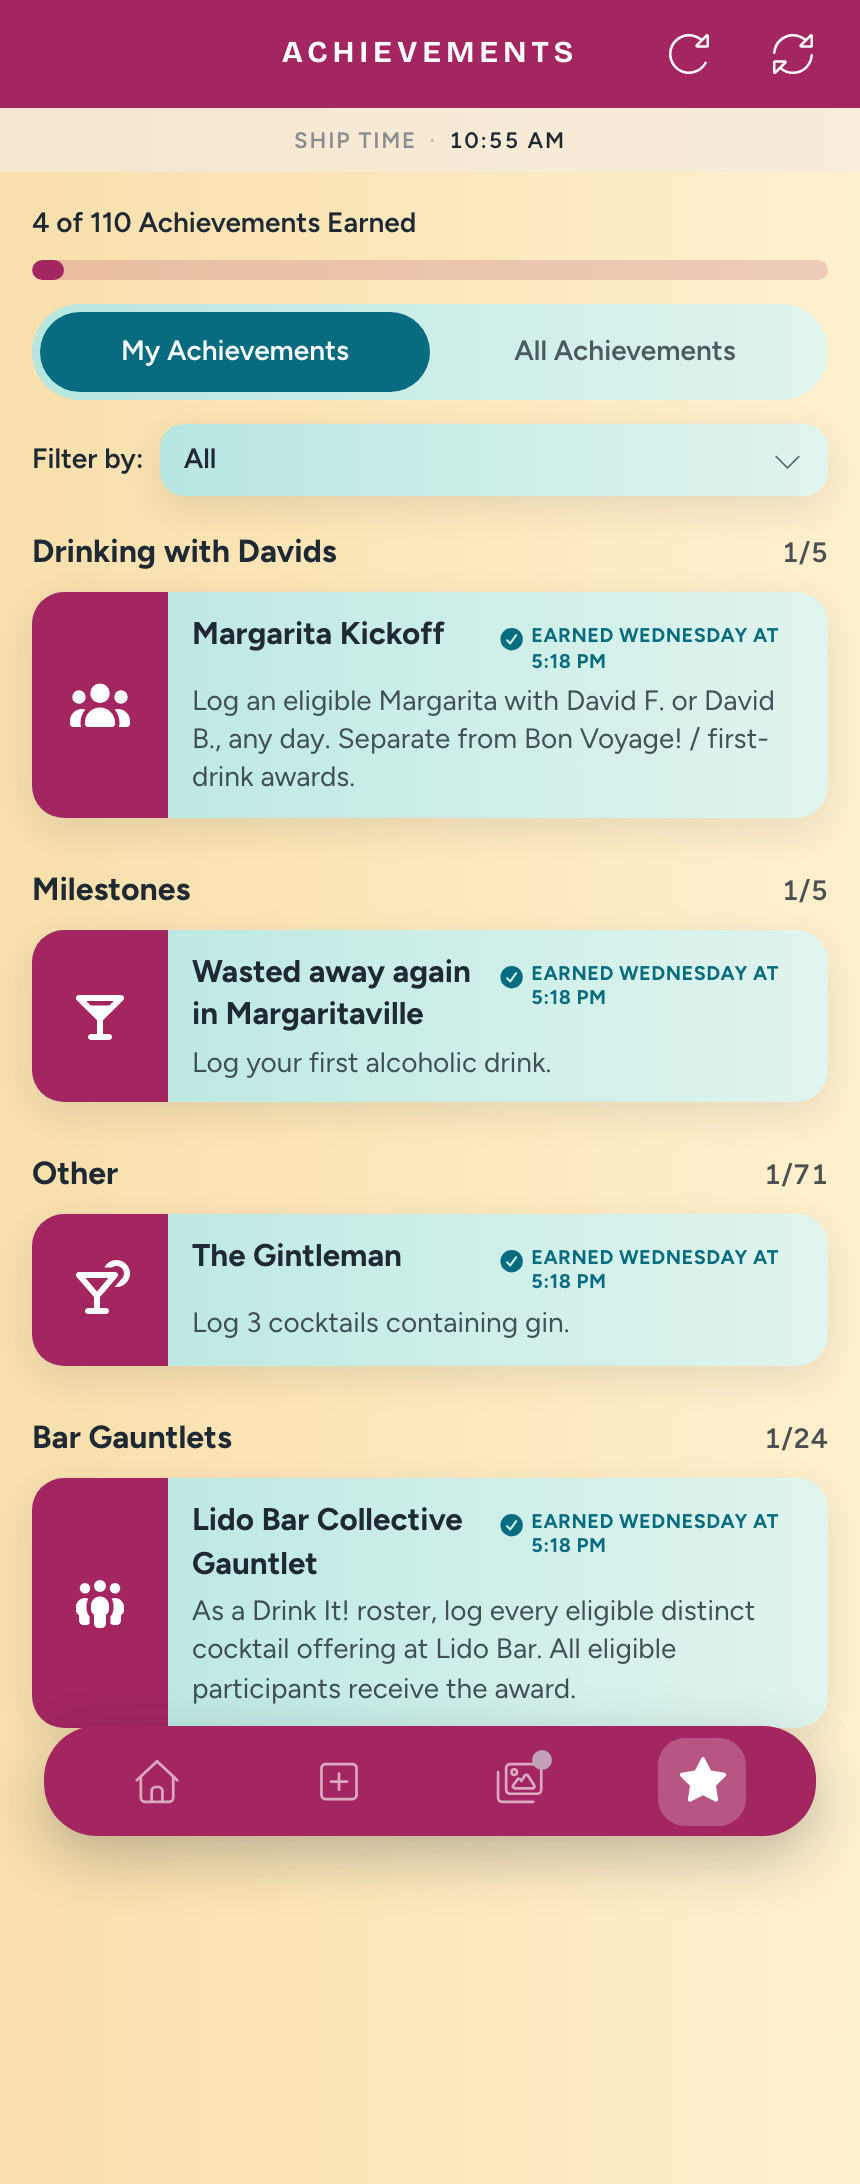 ACHIEVEMENTS
SHIP TIME · 10:55 AM
4 of 110 Achievements Earned
My Achievements
All Achievements
Filter by:
All
Drinking with Davids
1/5
Margarita Kickoff
EARNED WEDNESDAY AT
5:18 PM
Log an eligible Margarita with David F. or David
B., any day. Separate from Bon Voyage! / first-
drink awards.
Milestones
1/5
Wasted away again
in Margaritaville
EARNED WEDNESDAY AT
5:18 PM
Log your first alcoholic drink.
Other
1/71
The Gintleman
EARNED WEDNESDAY AT
5:18 PM
Log 3 cocktails containing gin.
Bar Gauntlets
1/24
Lido Bar Collective
Gauntlet
EARNED WEDNESDAY AT
5:18 PM
As a Drink It! roster, log every eligible distinct
cocktail offering at Lido Bar. All eligible
participants receive the award.